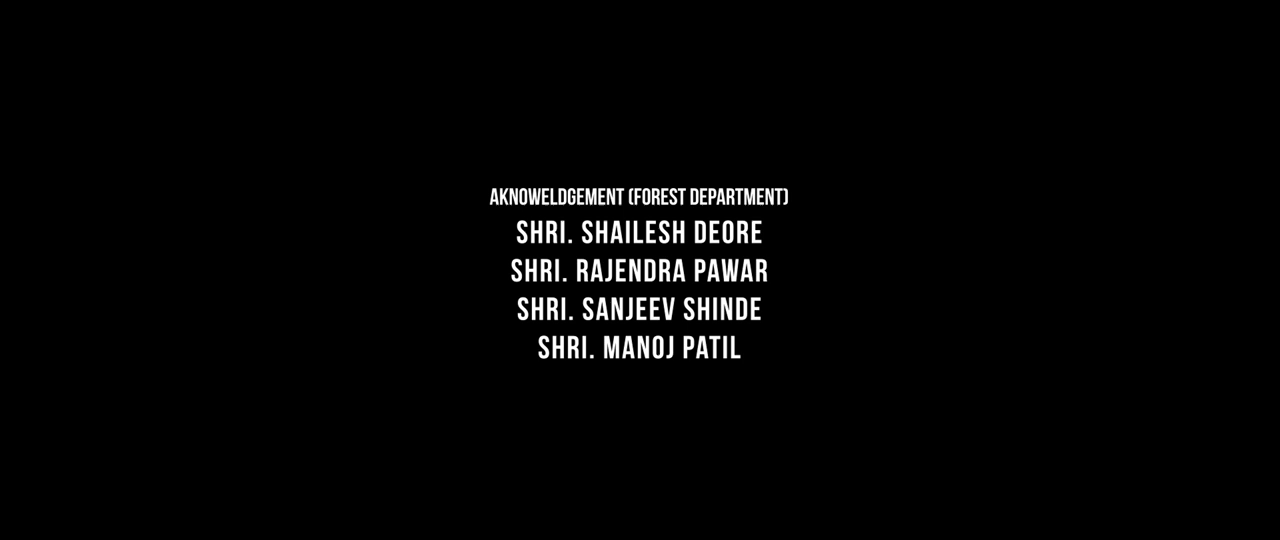 AKNOWELDGEMENT (FOREST DEPARTMENT)
SHRI. SHAILESH DEORE
SHRI. RAJENDRA PAWAR
SHRI. SANJEEV SHINDE
SHRI. MANOJ PATIL